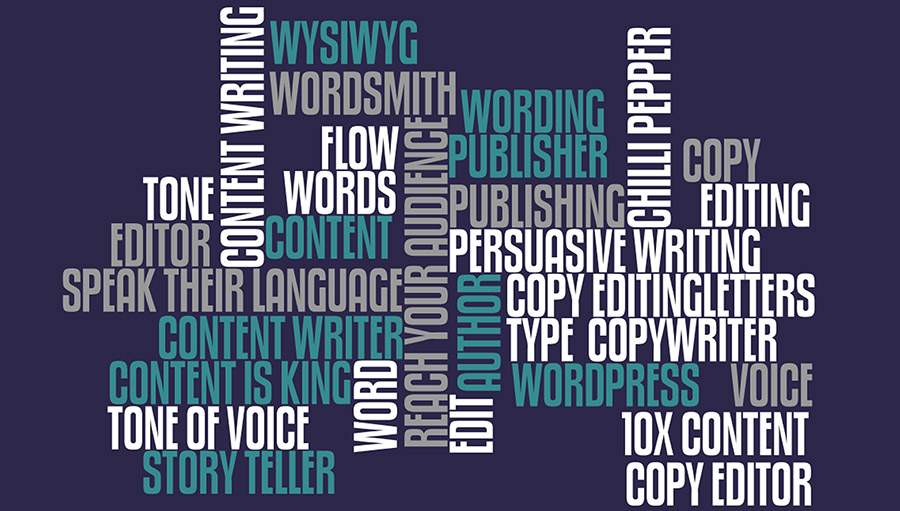 CONTENT WRITING
WYSIWYG
WORDSMITH
WORDING
CHILLI PEPPER
FLOW
PUBLISHER
COPY
WORDS
REACH YOUR AUDIENCE
PUBLISHING
EDITING
TONE
CONTENT
EDITOR
PERSUASIVE WRITING
SPEAK THEIR LANGUAGE
AUTHOR
COPY EDITINGLETTERS
CONTENT WRITER
TYPE COPYWRITER
CONTENT IS KING
WORD
WORDPRESS
VOICE
TONE OF VOICE
EDIT
10X CONTENT
STORY TELLER
COPY EDITOR